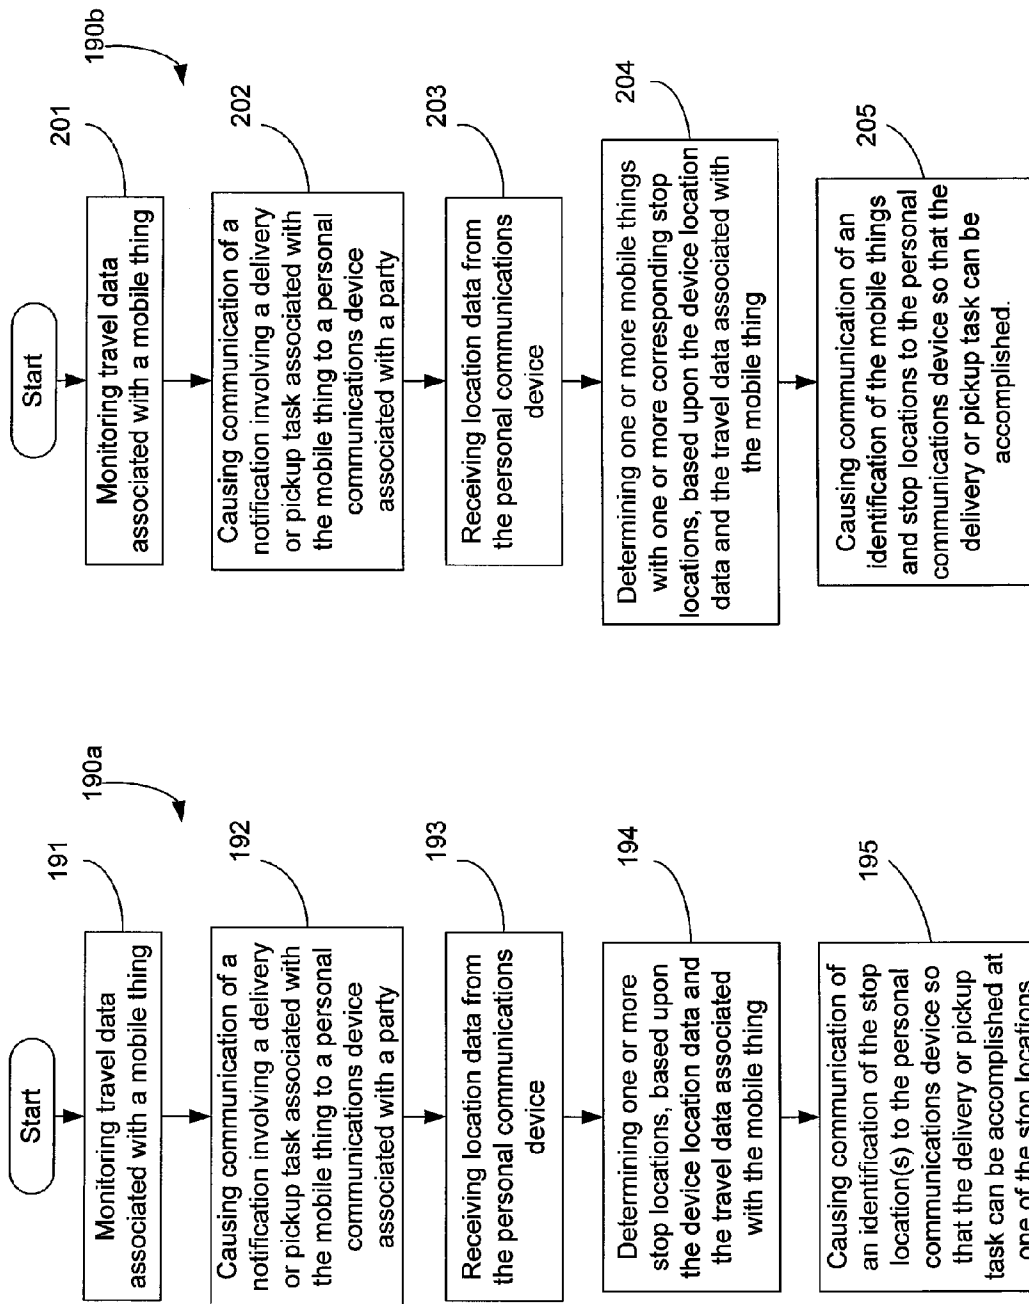 Start
191
Monitoring travel data
associated with a mobile thing
190a
192
Causing communication of a
notification involving a delivery
or pickup task associated with
the mobile thing to a personal
communications device
associated with a party
193
Receiving location data from
the personal communications
device
194
Determining one or more
stop locations, based upon
the device location data and
the travel data associated
with the mobile thing
195
Causing communication of
an identification of the stop
location(s) to the personal
communications device so
that the delivery or pickup
task can be accomplished at
one of the stop locations
Start
201
Monitoring travel data
associated with a mobile thing
190b
202
Causing communication of a
notification involving a delivery
or pickup task associated with
the mobile thing to a personal
communications device
associated with a party
203
Receiving location data from
the personal communications
device
204
Determining one or more mobile things
with one or more corresponding stop
locations, based upon the device location
data and the travel data associated with
the mobile thing
205
Causing communication of an
identification of the mobile things
and stop locations to the personal
communications device so that the
delivery or pickup task can be
accomplished.